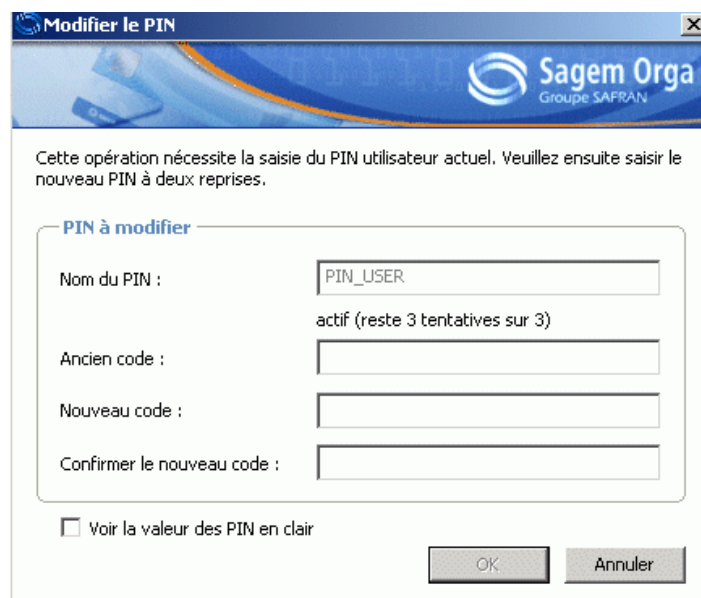 Modifier le PIN
Sagem Orga
Groupe SAFRAN
Cette opération nécessite la saisie du PIN utilisateur actuel. Veuillez ensuite saisir le
nouveau PIN à deux reprises.
PIN à modifier
Nom du PIN : PIN_USER
actif (reste 3 tentatives sur 3)
Ancien code :
Nouveau code :
Confirmer le nouveau code :
Voir la valeur des PIN en clair
OK Annuler